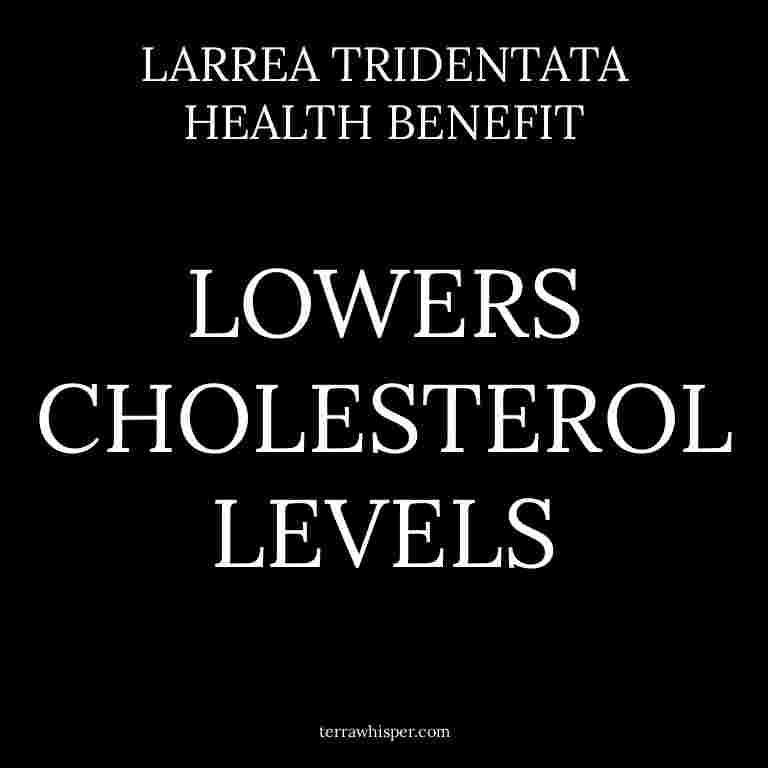 LARREA TRIDENTATA
HEALTH BENEFIT
LOWERS
CHOLESTEROL
LEVELS
terrawhisper.com